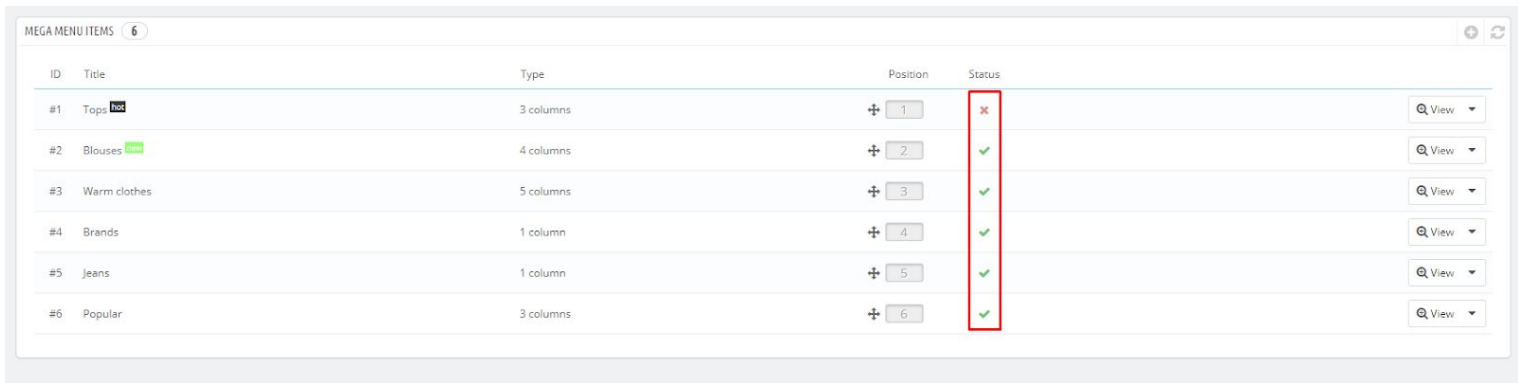 MEGA MENU ITEMS 6
ID Title Type Position Status
#1 Tops hot 3 columns 1 View
#2 Blouses new 4 columns 2 View
#3 Warm clothes 5 columns 3 View
#4 Brands 1 column 4 View
#5 Jeans 1 column 5 View
#6 Popular 3 columns 6 View